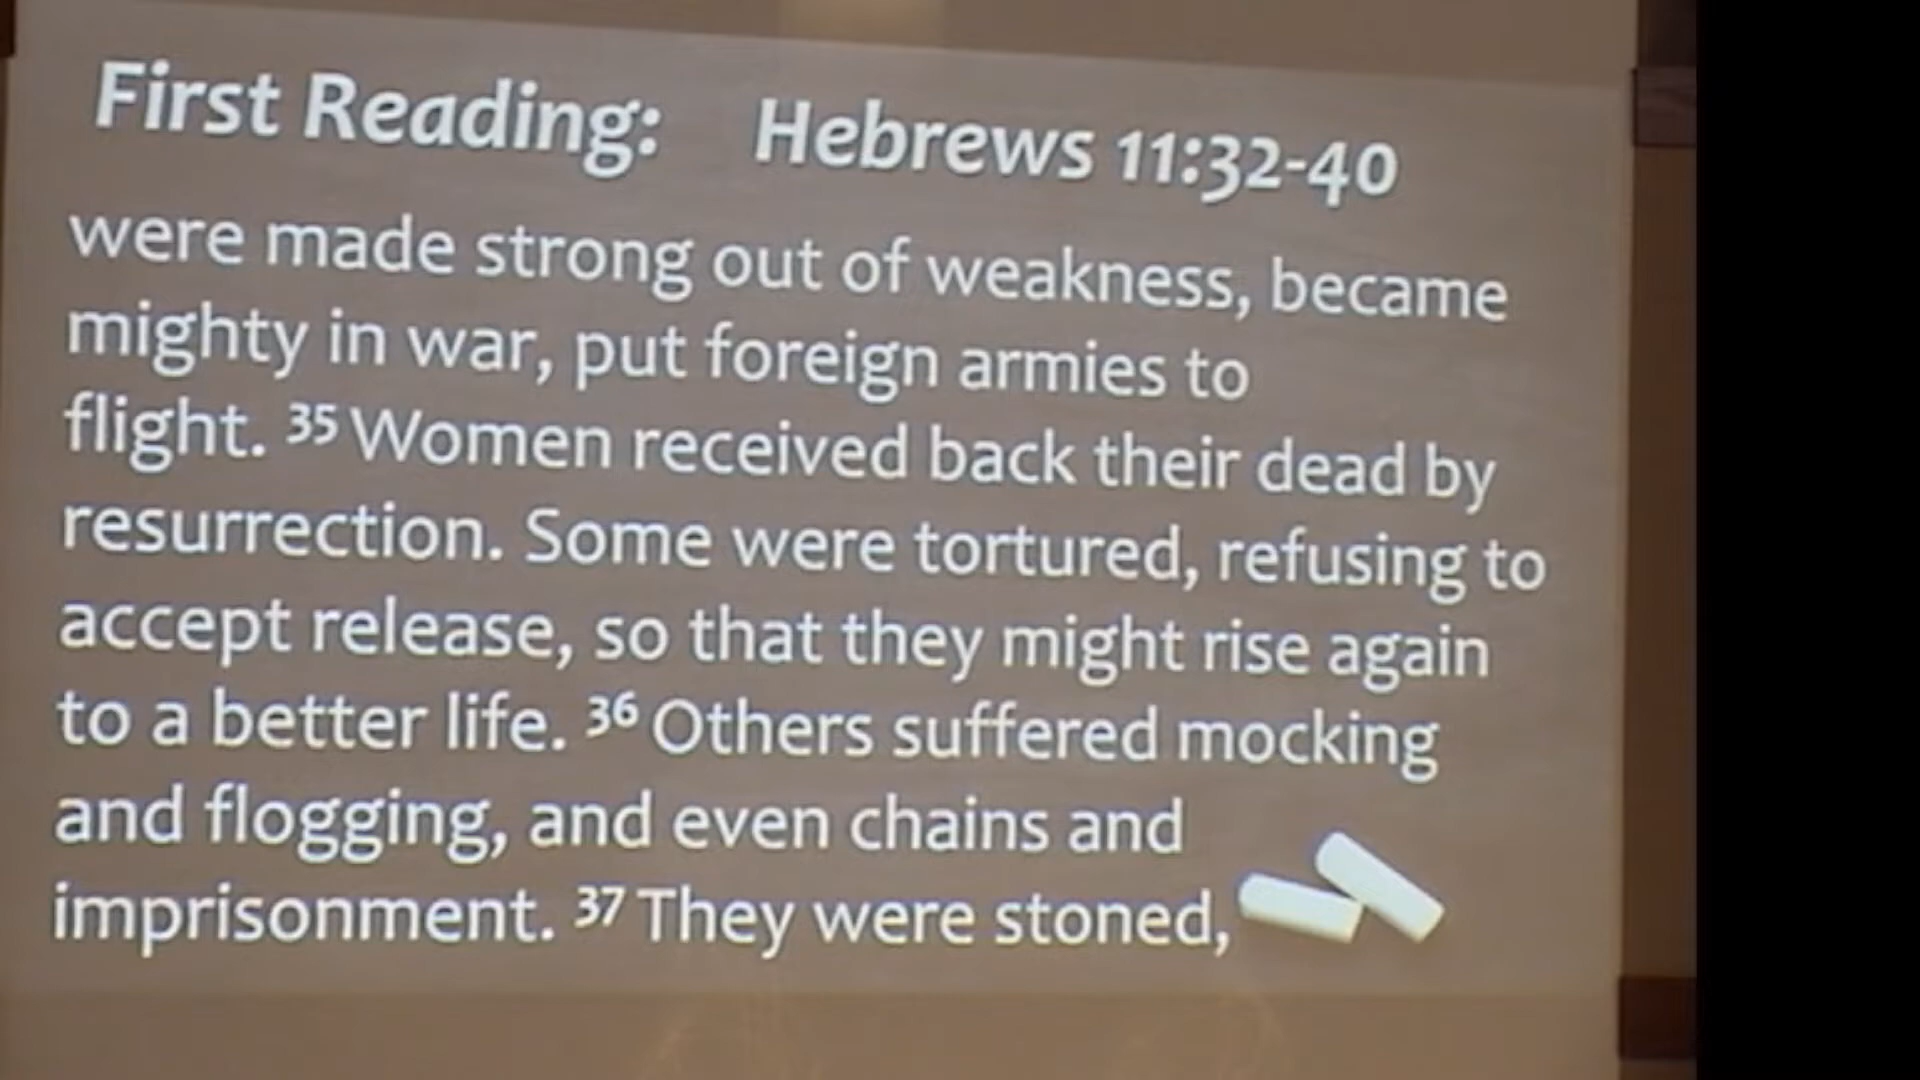 First Reading: Hebrews 11:32-40
were made strong out of weakness, became
mighty in war, put foreign armies to
flight. 35 Women received back their dead by
resurrection. Some were tortured, refusing to
accept release, so that they might rise again
to a better life. 36 Others suffered mocking
and flogging, and even chains and
imprisonment. 37 They were stoned,